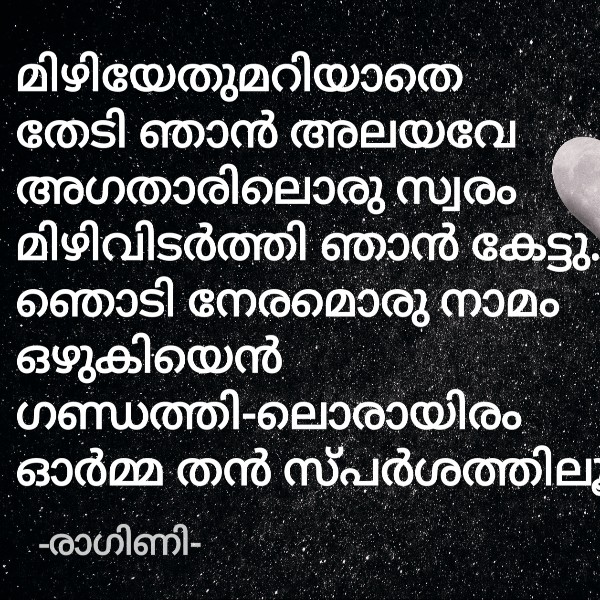 മിഴിയേതുമറിയാതെ
തേടി ഞാൻ അലയവേ
അഗതാരിലൊരു സ്വരം
മിഴിവിടർത്തി ഞാൻ കേട്ടു.
ഞൊടി നേരമൊരു നാമം
ഒഴുകിയെൻ
ഗണ്ഡത്തി-ലൊരായിരം
ഓർമ്മ തൻ സ്പർശത്തിലൂ
-രാഗിണി-